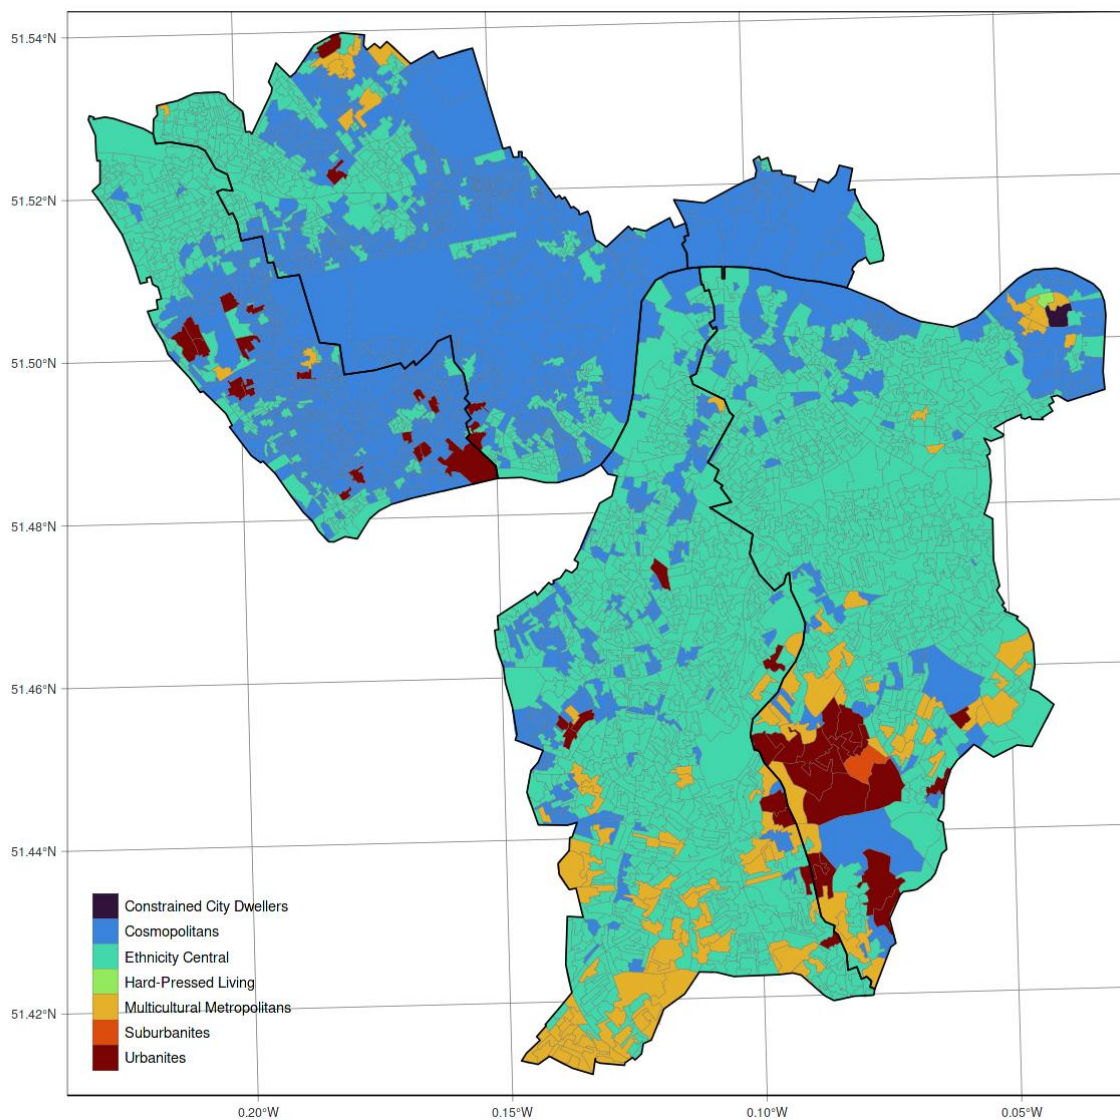 51.54°N
51.52°N
51.50°N
51.48°N
51.46°N
51.44°N
51.42°N
Constrained City Dwellers
Cosmopolitans
Ethnicity Central
Hard-Pressed Living
Multicultural Metropolitans
Suburbanites
Urbanites
0.20°W
0.15°W
0.10°W
0.05°W